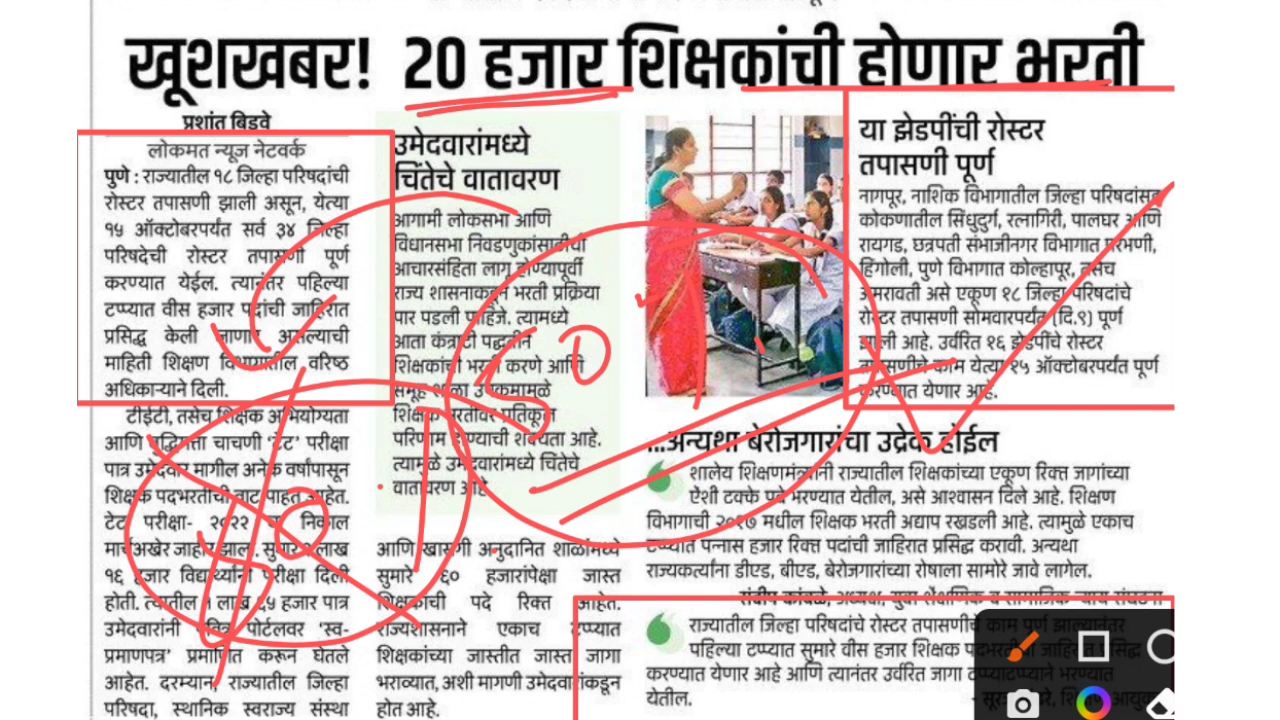 खूशखबर! 20 हजार शिक्षकांची होणार भरती
प्रशांत बिडवे
लोकमत न्यूज नेटवर्क
पुणे : राज्यातील १८ जिल्हा परिषदांची
रोस्टर तपासणी झाली असून, येत्या
१५ ऑक्टोबरपर्यंत सर्व ३४ जिल्हा
परिषदेची रोस्टर तपासणी पूर्ण
करण्यात येईल. त्यानंतर पहिल्या
टप्प्यात वीस हजार पदांची जाहिरात
प्रसिद्ध केली जाणार असल्याची
माहिती शिक्षण विभागातील वरिष्ठ
अधिकाऱ्याने दिली.
टीईटी, तसेच शिक्षक अभियोग्यता
आणि बुद्धिमत्ता चाचणी 'टेट' परीक्षा
पात्र उमेदवार मागील अनेक वर्षांपासून
शिक्षक पदभरतीची वाट पाहत आहेत.
टेट परीक्षा- २०२२ निकाल
मार्चअखेर जाहीर झाला. सुमारे लाख
१६ हजार विद्यार्थ्यांनी परीक्षा दिली
होती. त्यातील १ लाख ६५ हजार पात्र
उमेदवारांनी पवित्र पोर्टलवर 'स्व-
प्रमाणपत्र' प्रमाणित करून घेतले
आहेत. दरम्यान, राज्यातील जिल्हा
परिषदा, स्थानिक स्वराज्य संस्था
उमेदवारांमध्ये
चिंतेचे वातावरण
आगामी लोकसभा आणि
विधानसभा निवडणुकांसाठीची
आचारसंहिता लागू होण्यापूर्वी
राज्य शासनाकडून भरती प्रक्रिया
पार पडली पाहिजे. त्यामध्ये
आता कंत्राटी पद्धतीने
शिक्षकांची भरती करणे आणि
समूह शाळा उपक्रमामुळे
शिक्षक भरतीवर प्रतिकूल
परिणाम होण्याची शक्यता आहे.
त्यामुळे उमेदवारांमध्ये चिंतेचे
वातावरण आहे
आणि खासगी अनुदानित शाळांमध्ये
सुमारे ६० हजारांपेक्षा जास्त
शिक्षकांची पदे रिक्त आहेत.
राज्यशासनाने एकाच टप्प्यात
शिक्षकांच्या जास्तीत जास्त जागा
भराव्यात, अशी मागणी उमेदवारांकडून
होत आहे.
या झेडपींची रोस्टर
तपासणी पूर्ण
नागपूर, नाशिक विभागातील जिल्हा परिषदांसह
कोकणातील सिंधुदुर्ग, रत्नागिरी, पालघर आणि
रायगड, छत्रपती संभाजीनगर विभागात परभणी,
हिंगोली, पुणे विभागात कोल्हापूर, तसेच
अमरावती असे एकूण १८ जिल्हा परिषदांचे
रोस्टर तपासणी सोमवारपर्यंत (दि.९) पूर्ण
झाली आहे. उर्वरित १६ झेडपींचे रोस्टर
तपासणीचे काम येत्या १५ ऑक्टोबरपर्यंत पूर्ण
करण्यात येणार आहे.
...अन्यथा बेरोजगारांचा उद्रेक होईल
शालेय शिक्षणमंत्र्यांनी राज्यातील शिक्षकांच्या एकूण रिक्त जागांच्या
ऐंशी टक्के पदे भरण्यात येतील, असे आश्वासन दिले आहे. शिक्षण
विभागाची २०१७ मधील शिक्षक भरती अद्याप रखडली आहे. त्यामुळे एकाच
टप्प्यात पन्नास हजार रिक्त पदांची जाहिरात प्रसिद्ध करावी. अन्यथा
राज्यकर्त्यांना डीएड, बीएड, बेरोजगारांच्या रोषाला सामोरे जावे लागेल.
संदीप कांबळे, अध्यक्ष, युवा शैक्षणिक व सामाजिक न्याय संघटना
राज्यातील जिल्हा परिषदांचे रोस्टर तपासणीचे काम पूर्ण झाल्यानंतर
पहिल्या टप्प्यात सुमारे वीस हजार शिक्षक पदभरतीची जाहिरात प्रसिद्ध
करण्यात येणार आहे आणि त्यानंतर उर्वरित जागा टप्प्याटप्प्याने भरण्यात
येतील.
50
80